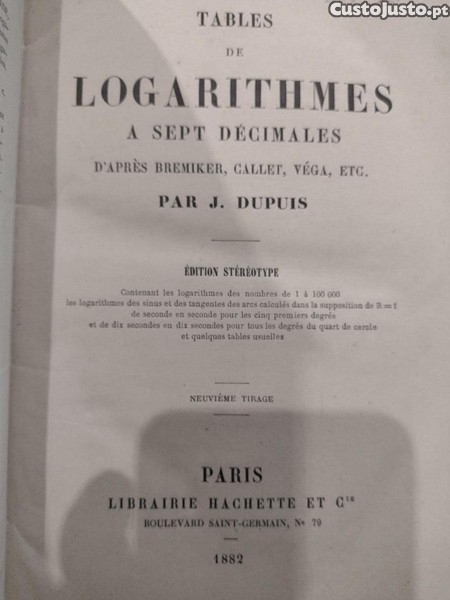 CustoJusto.pt
TABLES
DE
LOGARITHMES
A SEPT DÉCIMALES
D'APRÈS BREMIKER, CALLET, VÉGA, ETC.
PAR J. DUPUIS
ÉDITION STÉRÉOTYPE
Contenant les logarithmes des nombres de 1 à 100 000
les logarithmes des sinus et des tangentes des arcs calculés dans la supposition de R=1
de seconde en seconde pour les cinq premiers degrés
et de dix secondes en dix secondes pour tous les degrés du quart de cercle
et quelques tables usuelles
NEUVIÈME TIRAGE
PARIS
LIBRAIRIE HACHETTE ET Cie
BOULEVARD SAINT-GERMAIN, No 79
1882